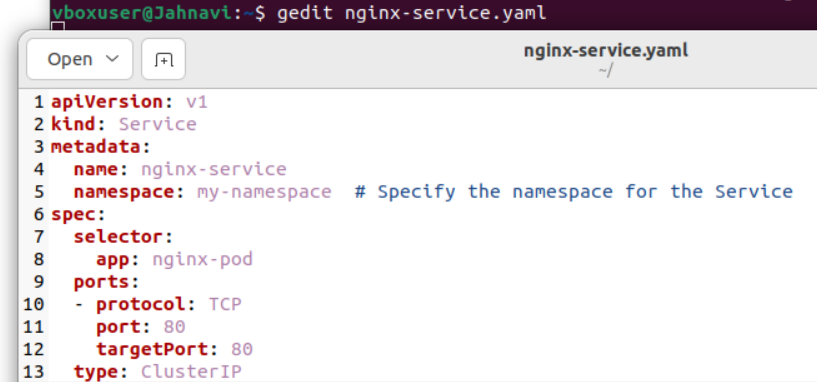 vboxuser@Jahnavi:~$ gedit nginx-service.yaml
Open
nginx-service.yaml
~/
1 apiVersion: v1
2 kind: Service
3 metadata:
4   name: nginx-service
5   namespace: my-namespace  # Specify the namespace for the Service
6 spec:
7   selector:
8     app: nginx-pod
9   ports:
10   - protocol: TCP
11     port: 80
12     targetPort: 80
13   type: ClusterIP